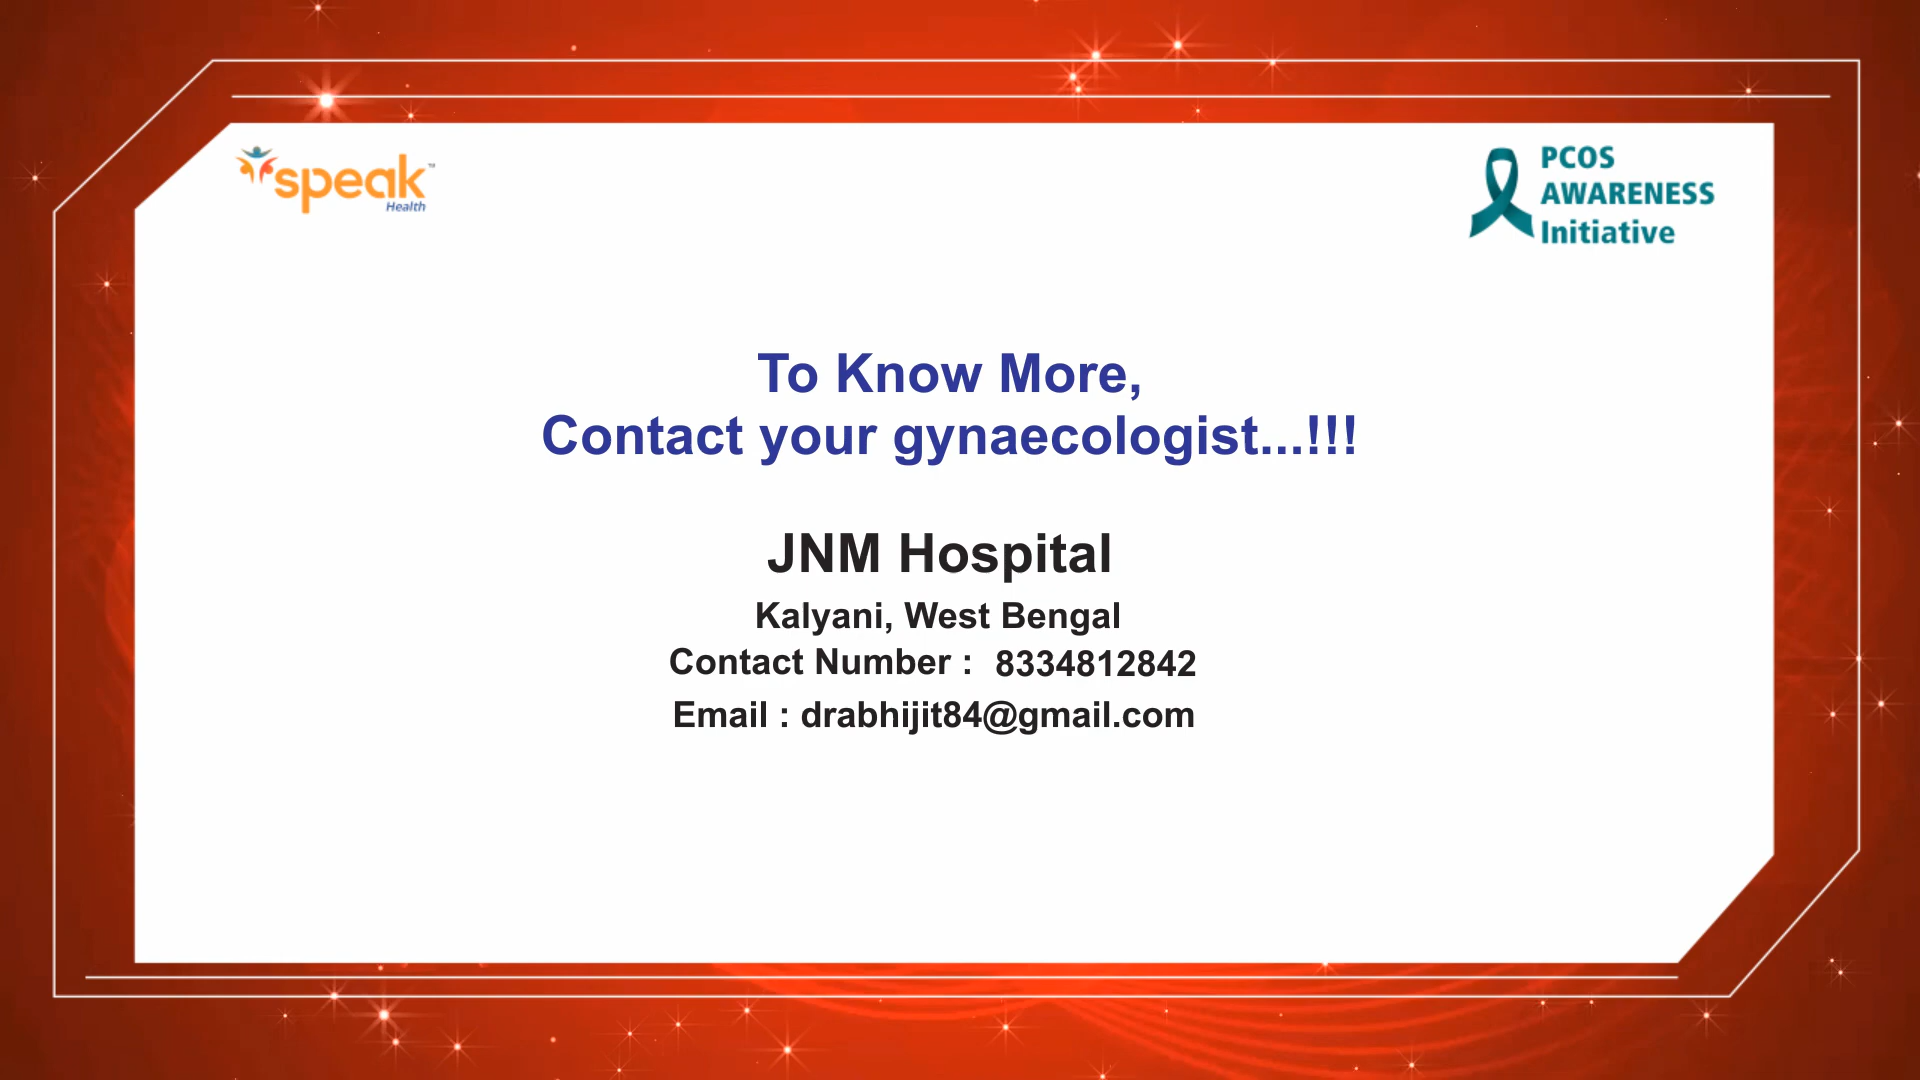 speak™
Health
PCOS
AWARENESS
Initiative
To Know More,
Contact your gynaecologist...!!!
JNM Hospital
Kalyani, West Bengal
Contact Number : 8334812842
Email : drabhijit84@gmail.com